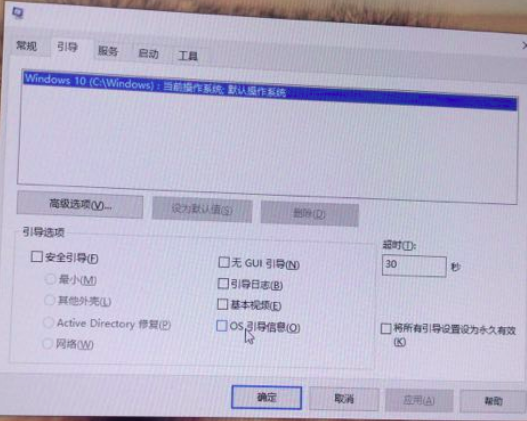 常规 引导 服务 启动 工具
Windows 10 (C:\Windows) : 当前操作系统; 默认操作系统
高级选项(V)... 设为默认值(S) 删除(D)
引导选项
超时(T):
安全引导(F) 无 GUI 引导(N)
30 秒
最小(M) 引导日志(B)
其他外壳(L) 基本视频(E)
Active Directory 修复(P) OS 引导信息(O)
将所有引导设置设为永久有效
(K)
网络(W)
确定 取消 应用(A) 帮助